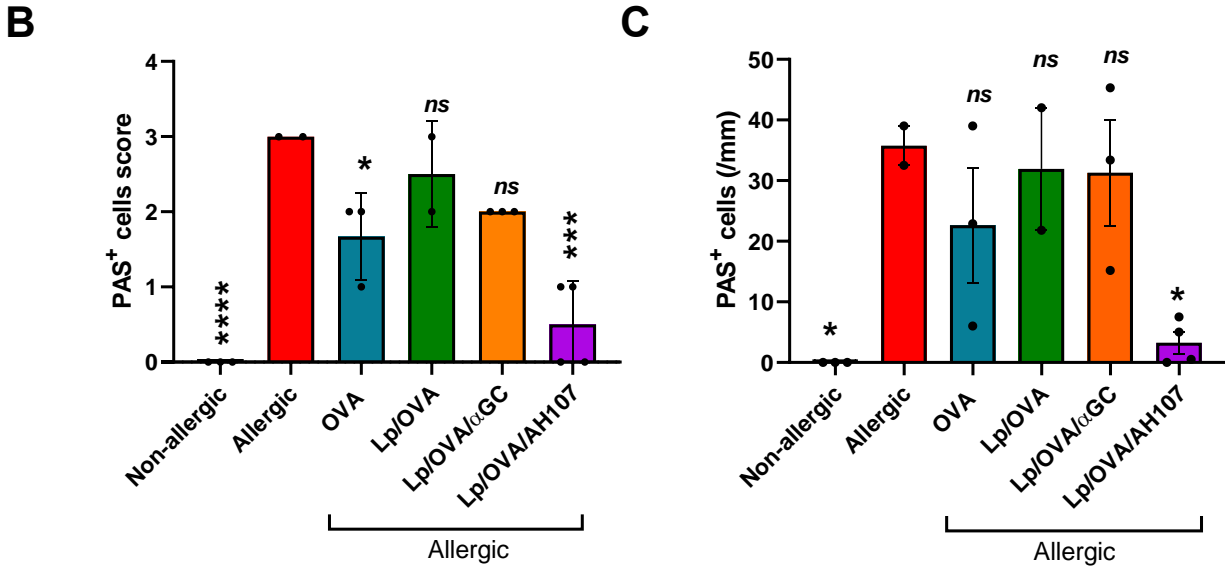 B
PAS+ cells score
4
3
2
1
0
****
*
ns
ns
***
Non-allergic
Allergic
OVA
Lp/OVA
Lp/OVA/αGC
Lp/OVA/AH107
Allergic
C
PAS+ cells (/mm)
50
40
30
20
10
0
*
ns
ns
ns
*
Non-allergic
Allergic
OVA
Lp/OVA
Lp/OVA/αGC
Lp/OVA/AH107
Allergic